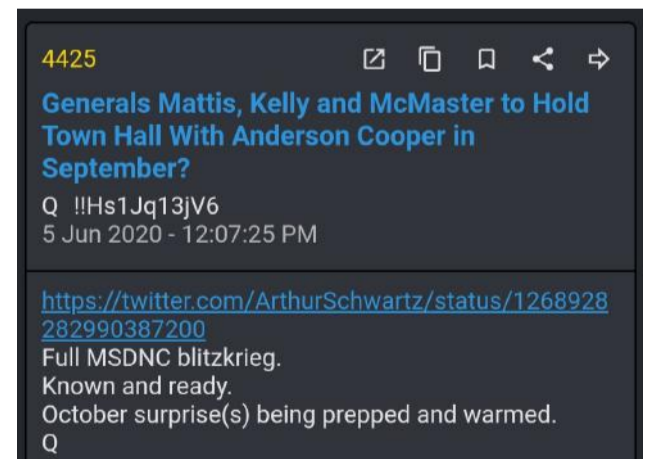 4425
Generals Mattis, Kelly and McMaster to Hold
Town Hall With Anderson Cooper in
September?
Q !!Hs1Jq13jV6
5 Jun 2020 - 12:07:25 PM
https://twitter.com/ArthurSchwartz/status/1268928
282990387200
Full MSDNC blitzkrieg.
Known and ready.
October surprise(s) being prepped and warmed.
Q